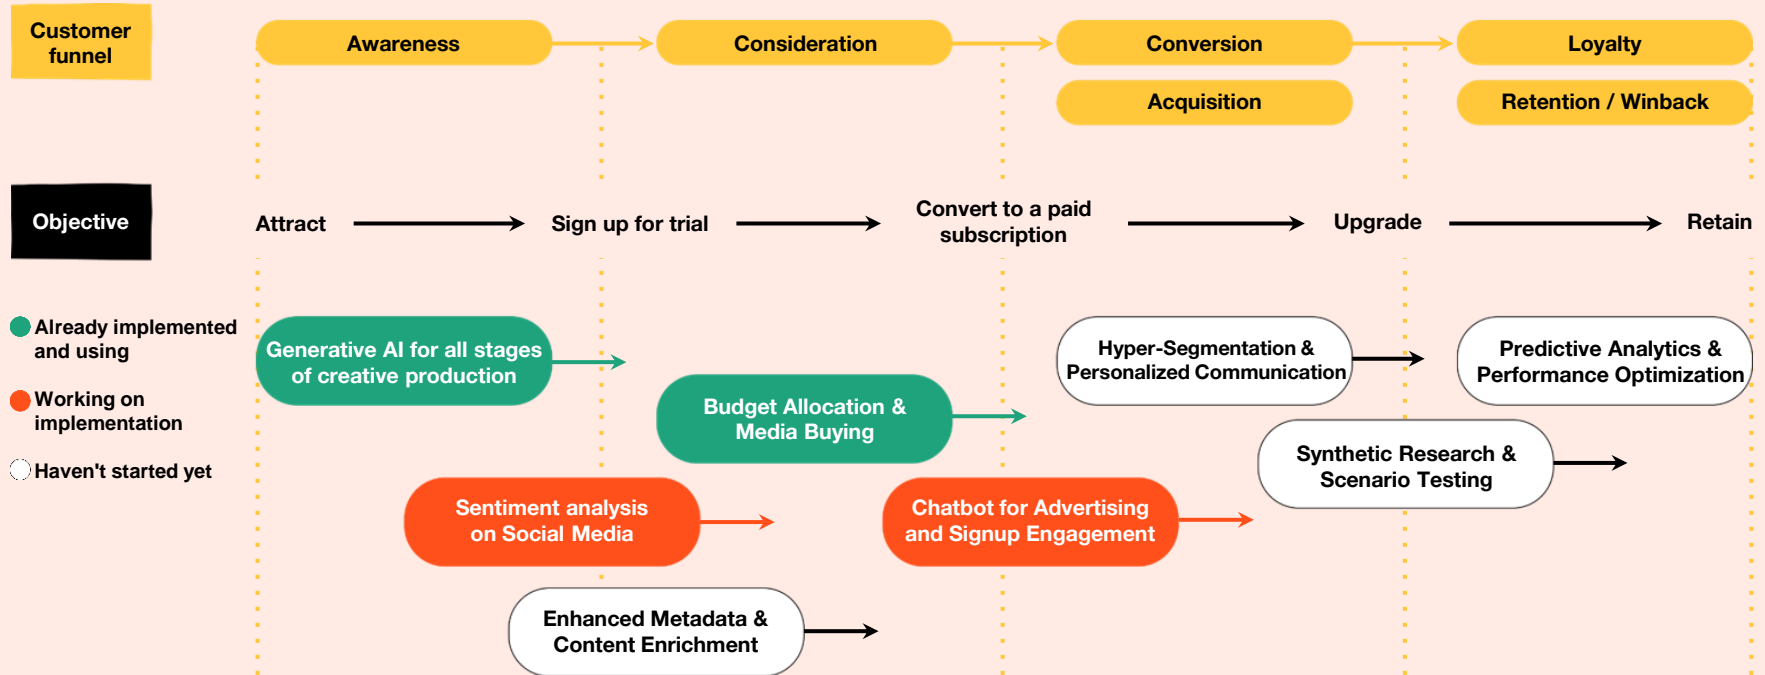 Customer
funnel
Awareness
Consideration
Conversion
Loyalty
Acquisition
Retention / Winback
Objective
Attract
Sign up for trial
Convert to a paid
subscription
Upgrade
Retain
Already implemented
and using
Working on
implementation
Haven't started yet
Generative AI for all stages
of creative production
Budget Allocation &
Media Buying
Hyper-Segmentation &
Personalized Communication
Predictive Analytics &
Performance Optimization
Synthetic Research &
Scenario Testing
Sentiment analysis
on Social Media
Chatbot for Advertising
and Signup Engagement
Enhanced Metadata &
Content Enrichment